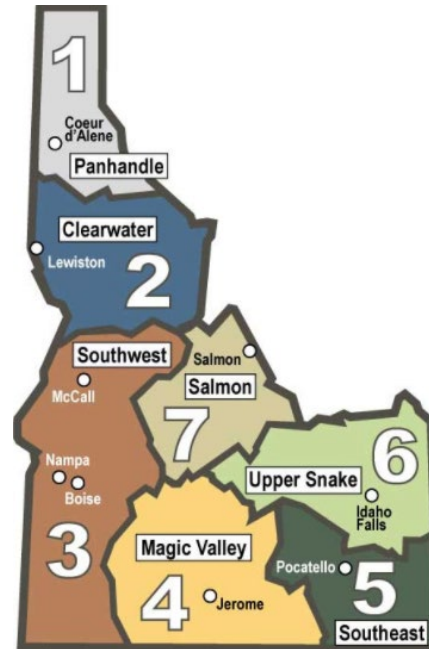 1
Coeur
d'Alene
Panhandle
Clearwater
Lewiston
2
Southwest
McCall
Salmon
Salmon
7
6
Upper Snake
Idaho
Falls
Nampa
Boise
3
Magic Valley
4
Jerome
Pocatello
5
Southeast